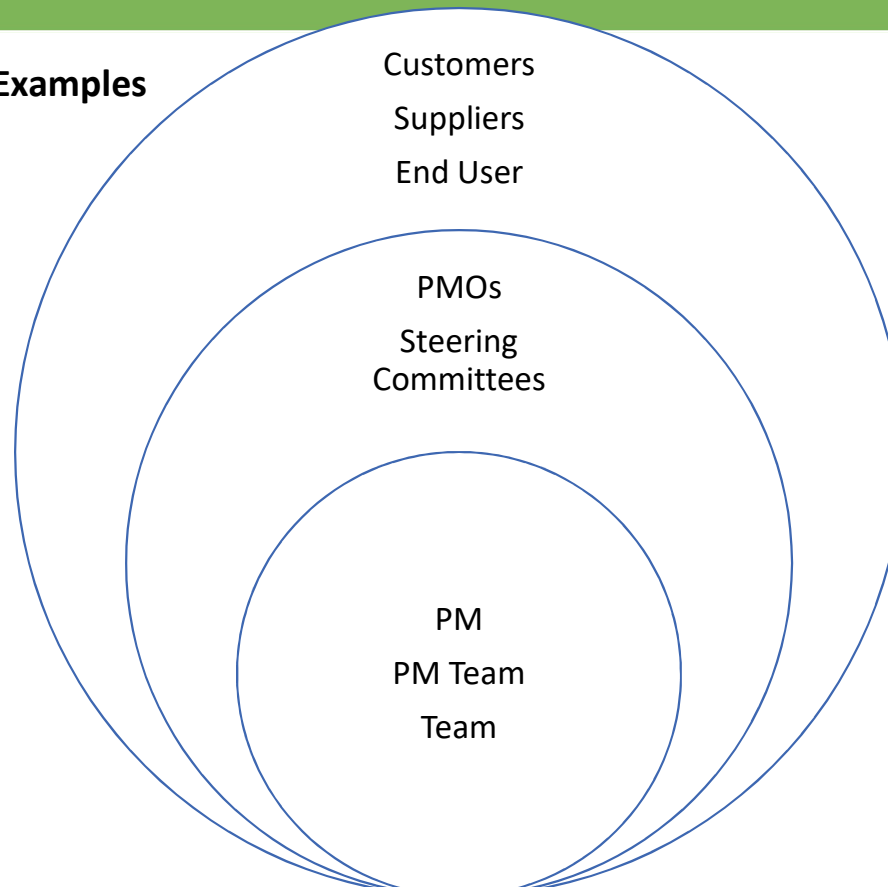 Examples
Customers
Suppliers
End User
PMOs
Steering
Committees
PM
PM Team
Team